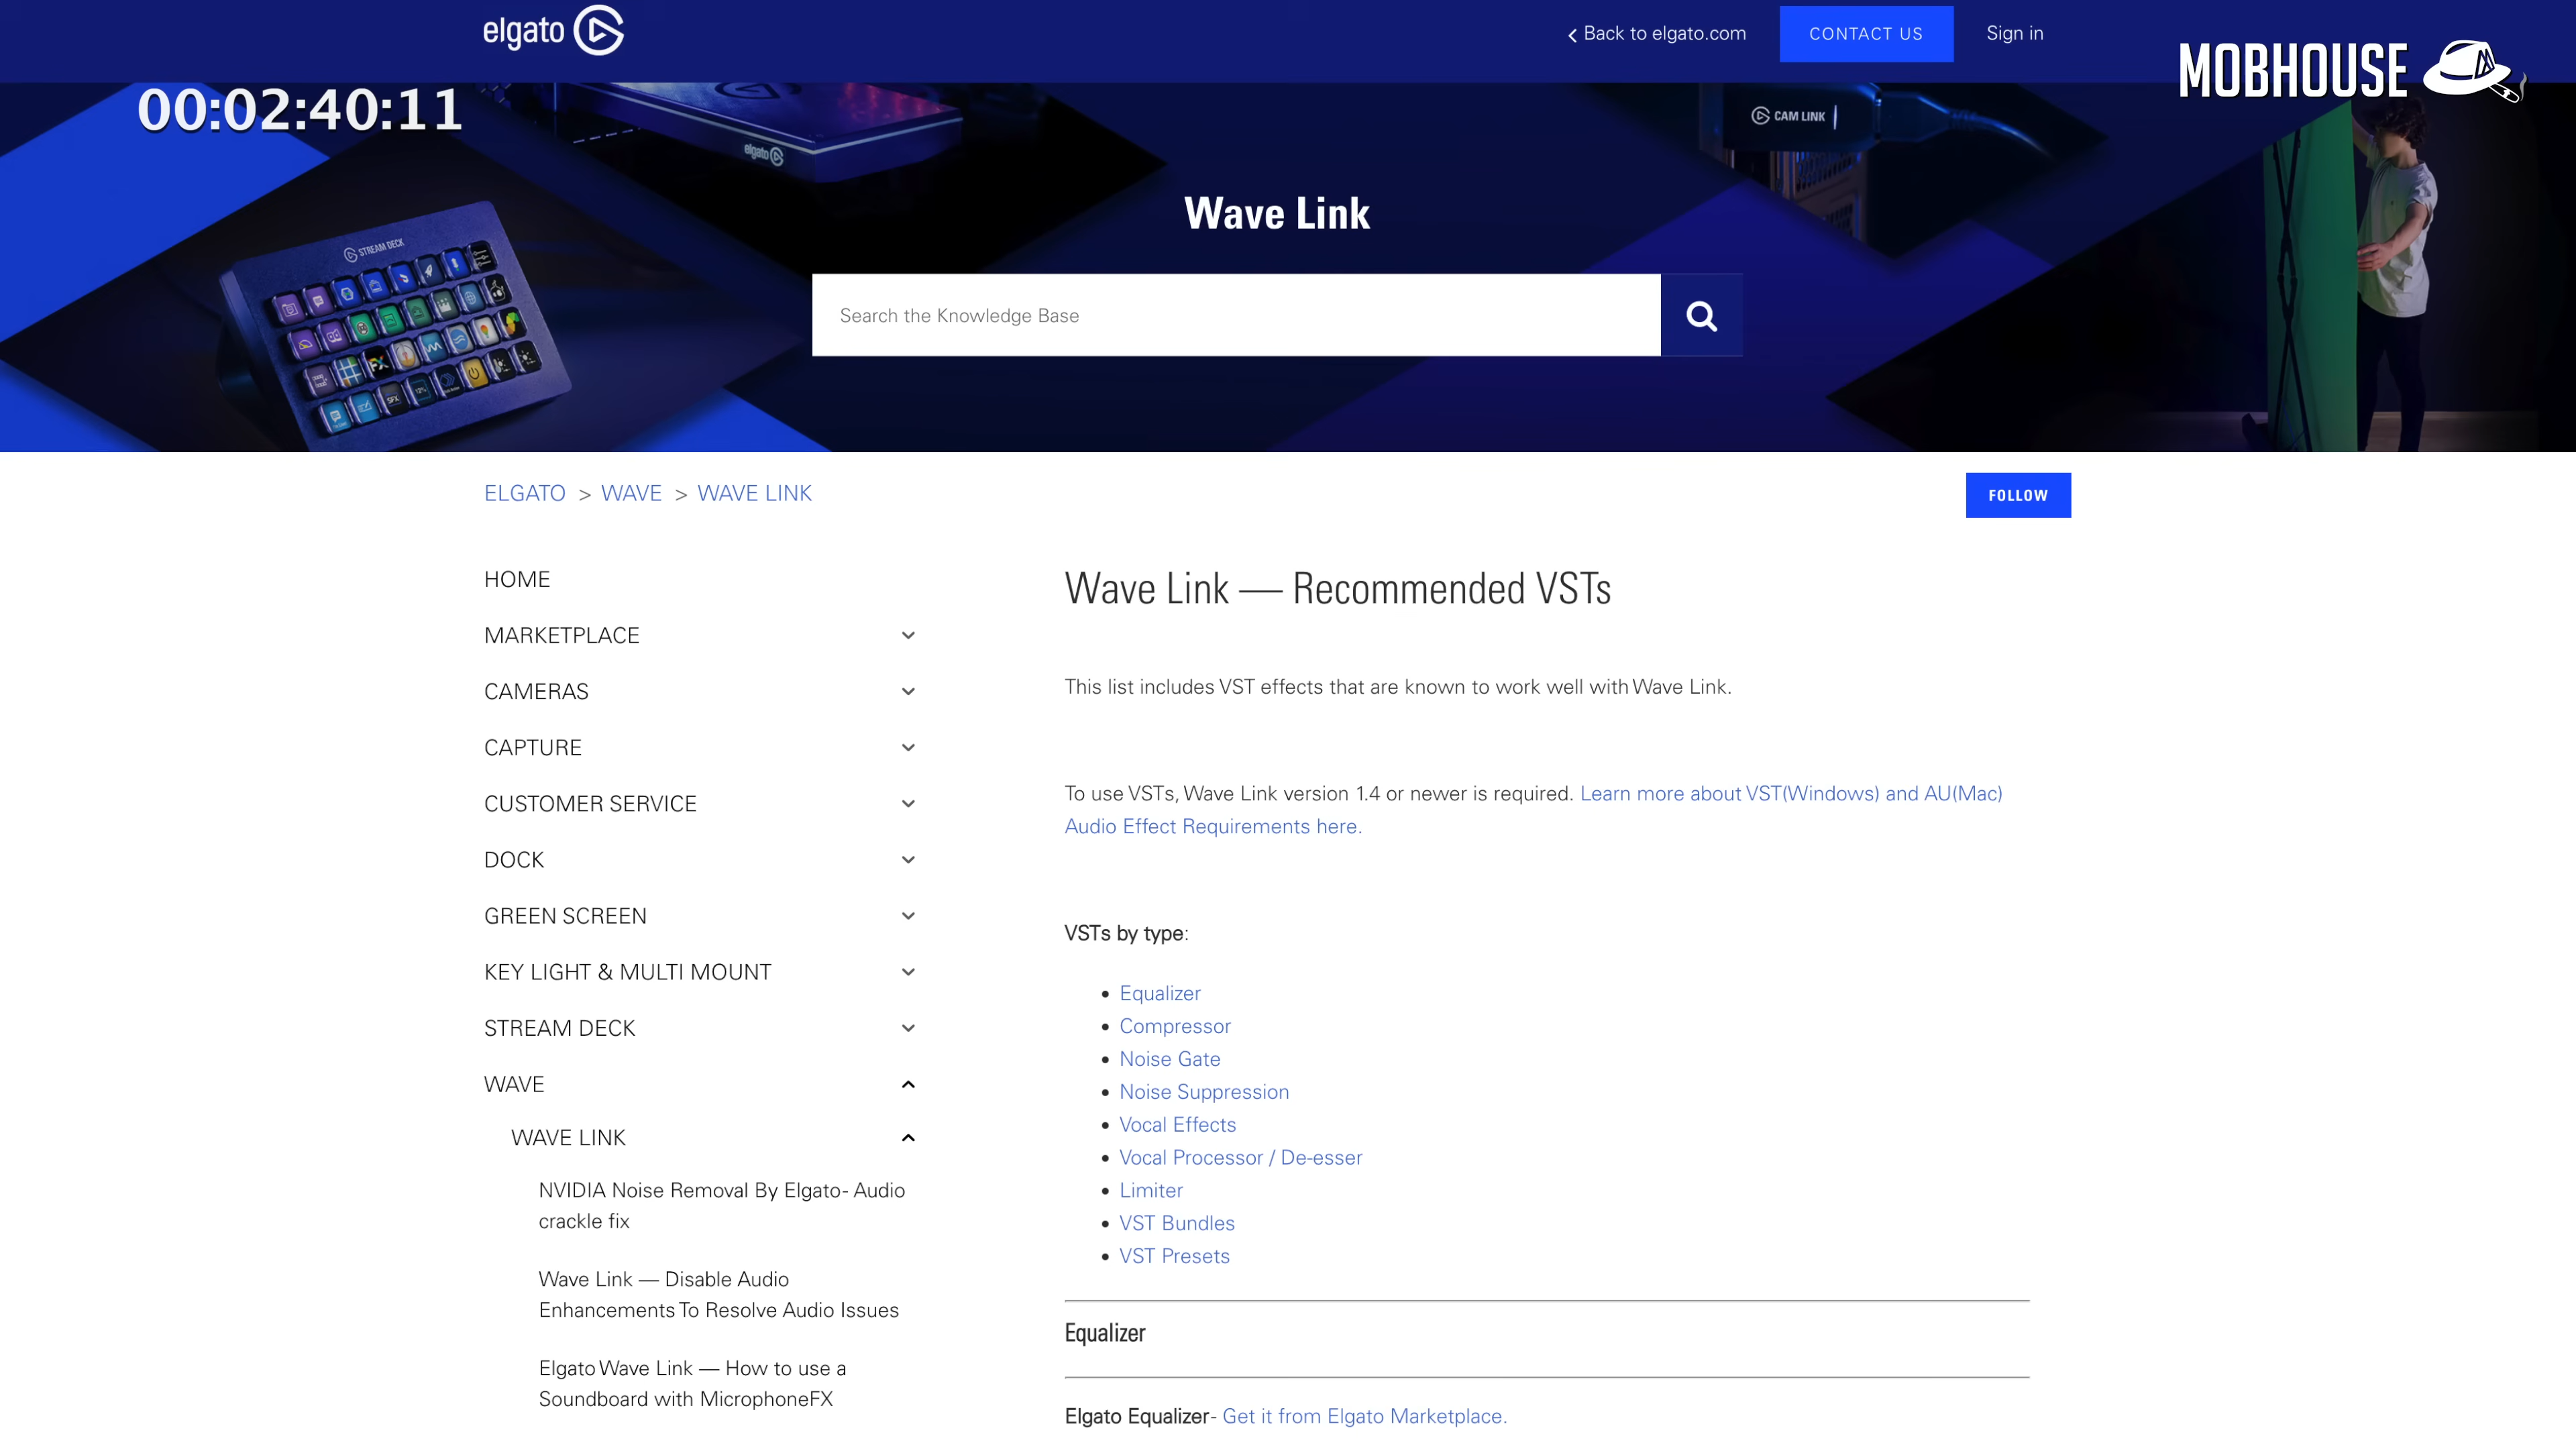 elgato
Back to elgato.com
CONTACT US
Sign in
MOBHOUSE
00:02:40:11
elgato
CAM LINK
STREAM DECK
Wave Link
Search the Knowledge Base
ELGATO > WAVE > WAVE LINK
FOLLOW
HOME
MARKETPLACE
CAMERAS
CAPTURE
CUSTOMER SERVICE
DOCK
GREEN SCREEN
KEY LIGHT & MULTI MOUNT
STREAM DECK
WAVE
WAVE LINK
NVIDIA Noise Removal By Elgato - Audio
crackle fix
Wave Link — Disable Audio
Enhancements To Resolve Audio Issues
Elgato Wave Link — How to use a
Soundboard with MicrophoneFX
Wave Link — Recommended VSTs
This list includes VST effects that are known to work well with Wave Link.
To use VSTs, Wave Link version 1.4 or newer is required. Learn more about VST(Windows) and AU(Mac)
Audio Effect Requirements here.
VSTs by type:
• Equalizer
• Compressor
• Noise Gate
• Noise Suppression
• Vocal Effects
• Vocal Processor / De-esser
• Limiter
• VST Bundles
• VST Presets
Equalizer
Elgato Equalizer - Get it from Elgato Marketplace.